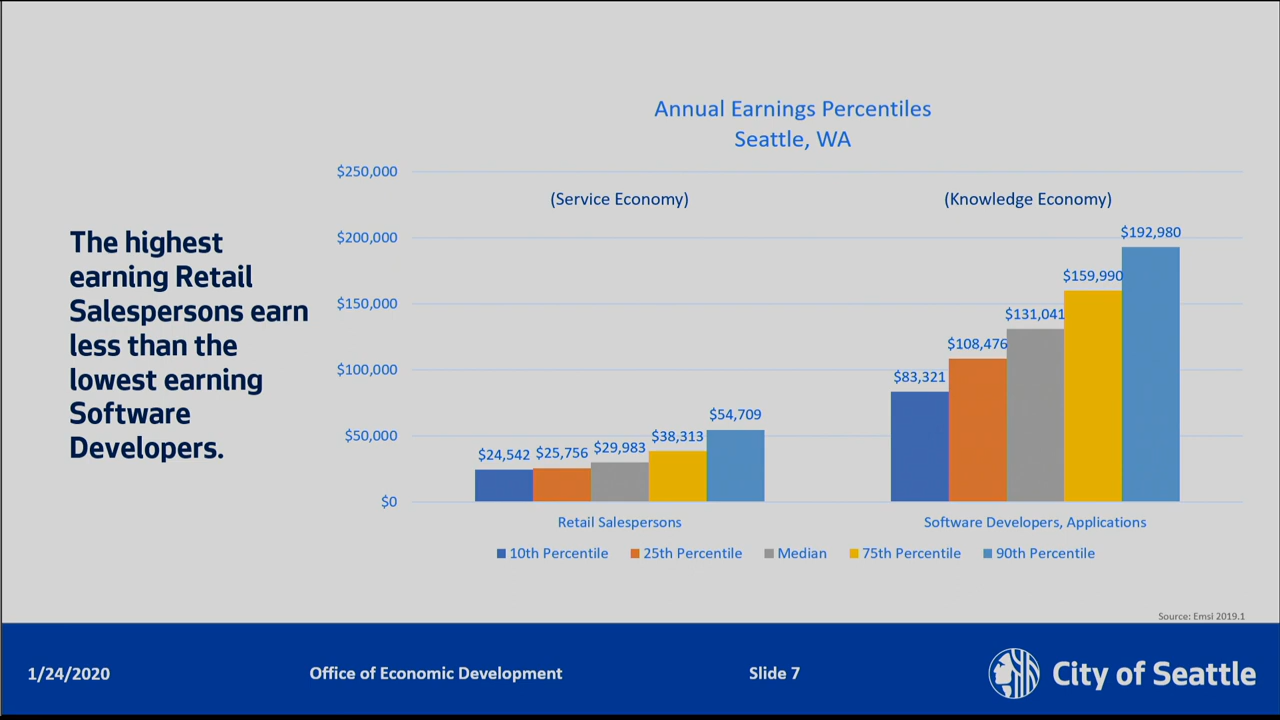 Annual Earnings Percentiles
Seattle, WA
$250,000
$200,000
$150,000
$100,000
$50,000
$0
(Service Economy)
(Knowledge Economy)
The highest
earning Retail
Salespersons earn
less than the
lowest earning
Software
Developers.
$24,542
$25,756
$29,983
$38,313
$54,709
$83,321
$108,476
$131,041
$159,990
$192,980
Retail Salespersons
Software Developers, Applications
10th Percentile
25th Percentile
Median
75th Percentile
90th Percentile
Source: Emsi 2019.1
1/24/2020
Office of Economic Development
Slide 7
City of Seattle